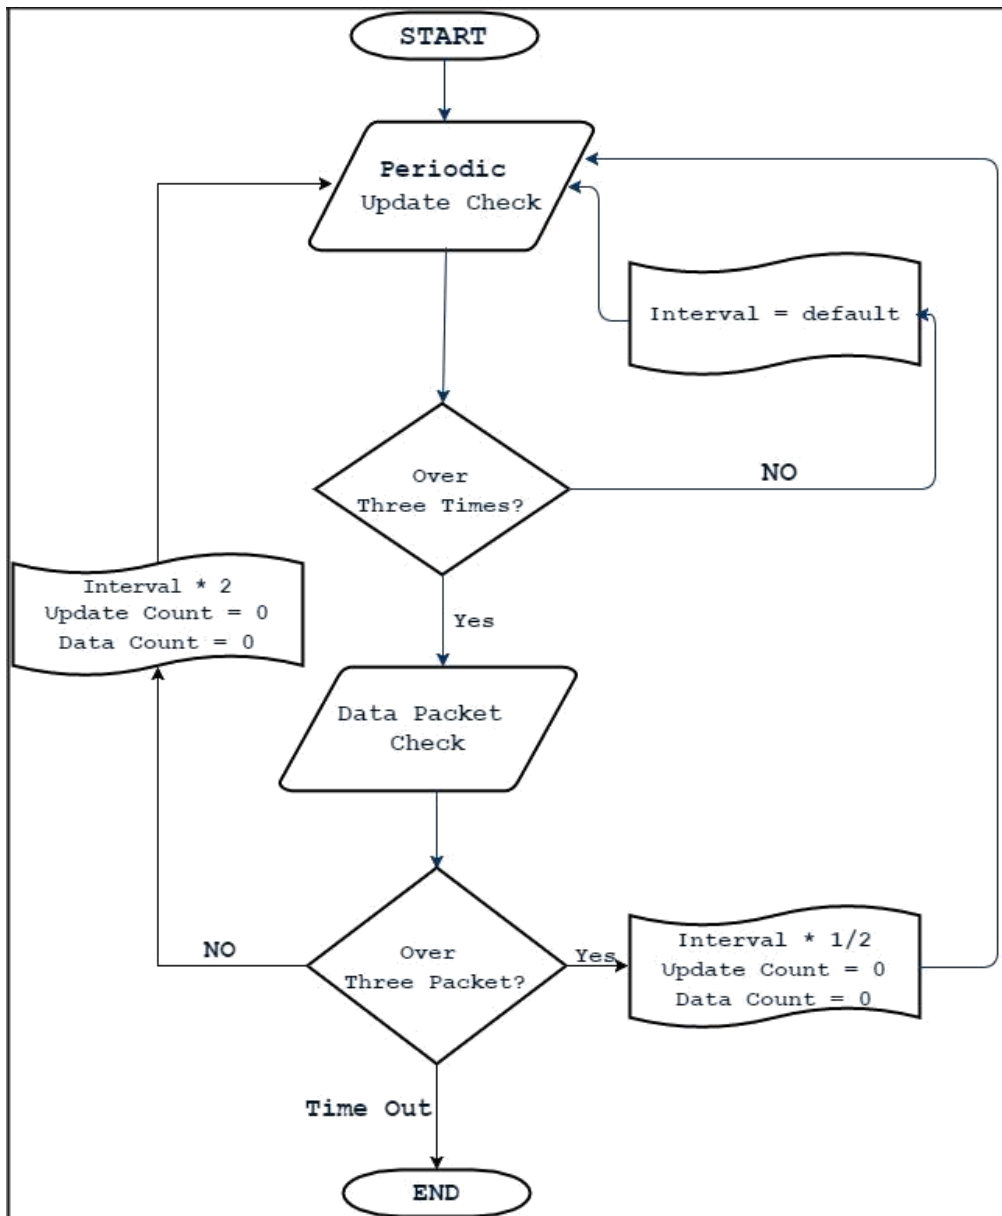 START
Periodic
Update Check
Interval = default
Over
Three Times?
NO
Interval * 2
Update Count = 0
Data Count = 0
Yes
Data Packet
Check
NO
Over
Three Packet?
Yes
Interval * 1/2
Update Count = 0
Data Count = 0
Time Out
END